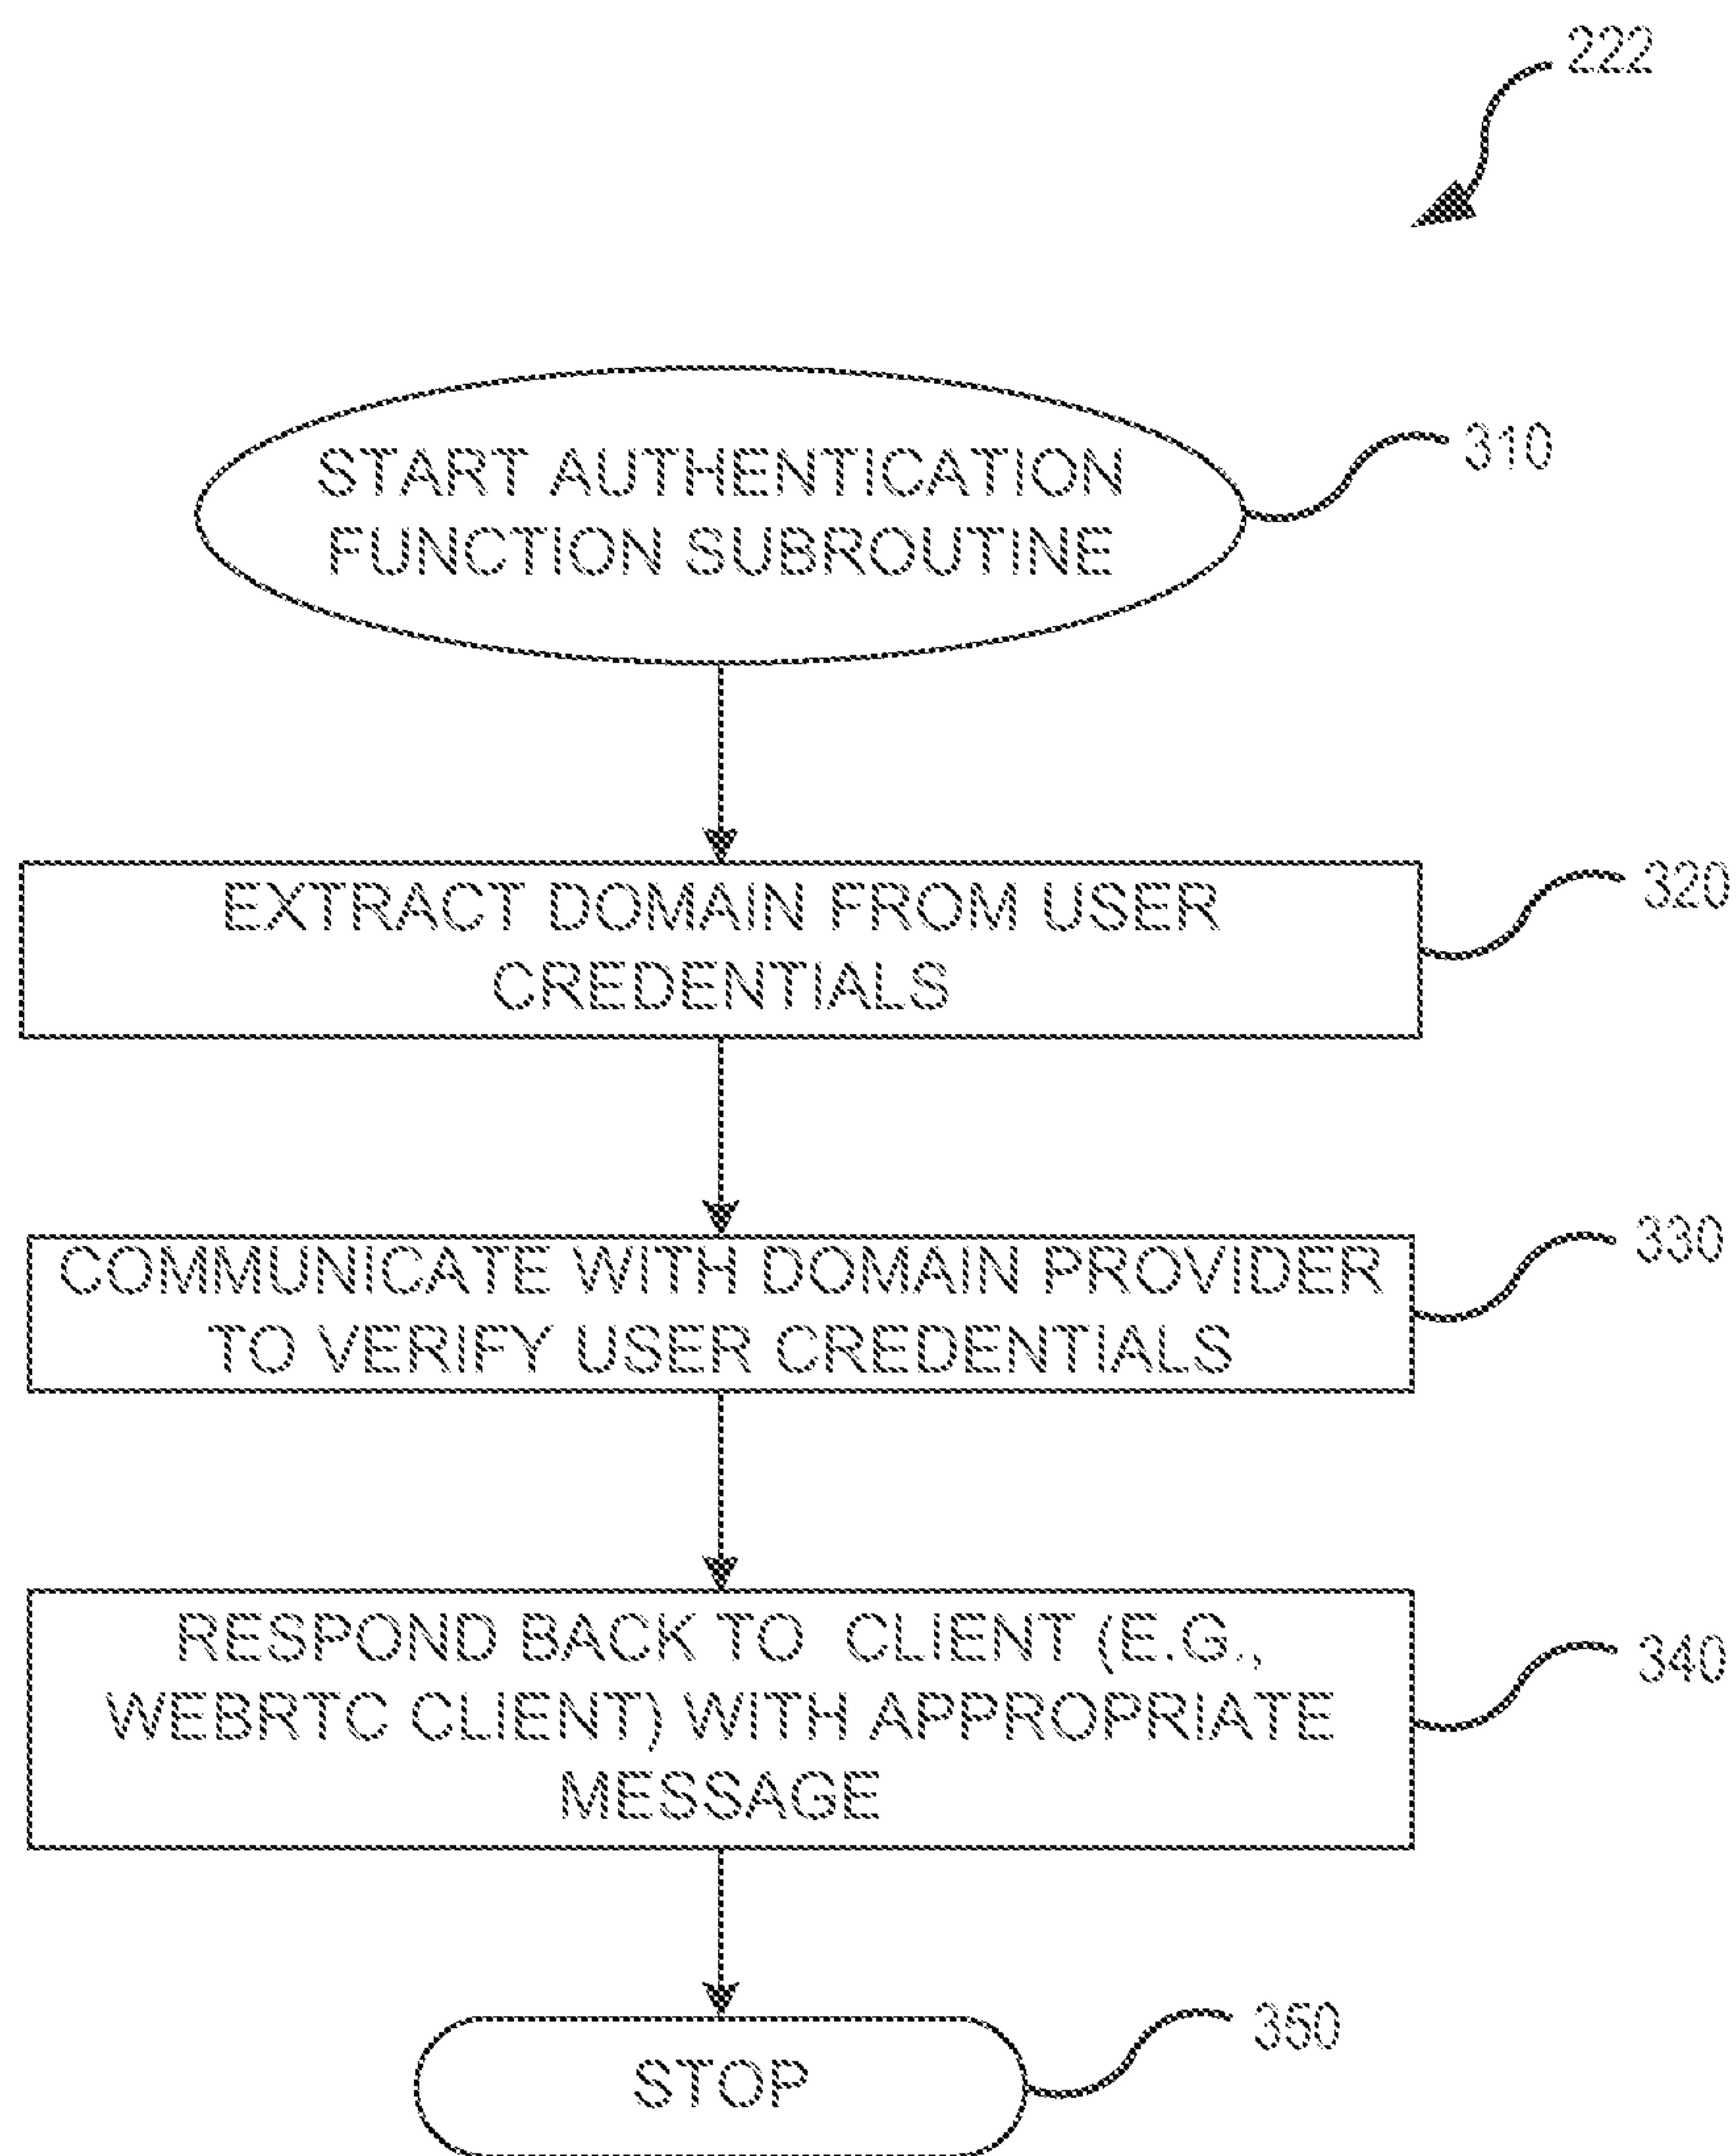 222
START AUTHENTICATION
FUNCTION SUBROUTINE
310
EXTRACT DOMAIN FROM USER
CREDENTIALS
320
COMMUNICATE WITH DOMAIN PROVIDER
TO VERIFY USER CREDENTIALS
330
RESPOND BACK TO CLIENT (E.G.,
WEBRTC CLIENT) WITH APPROPRIATE
MESSAGE
340
STOP
350